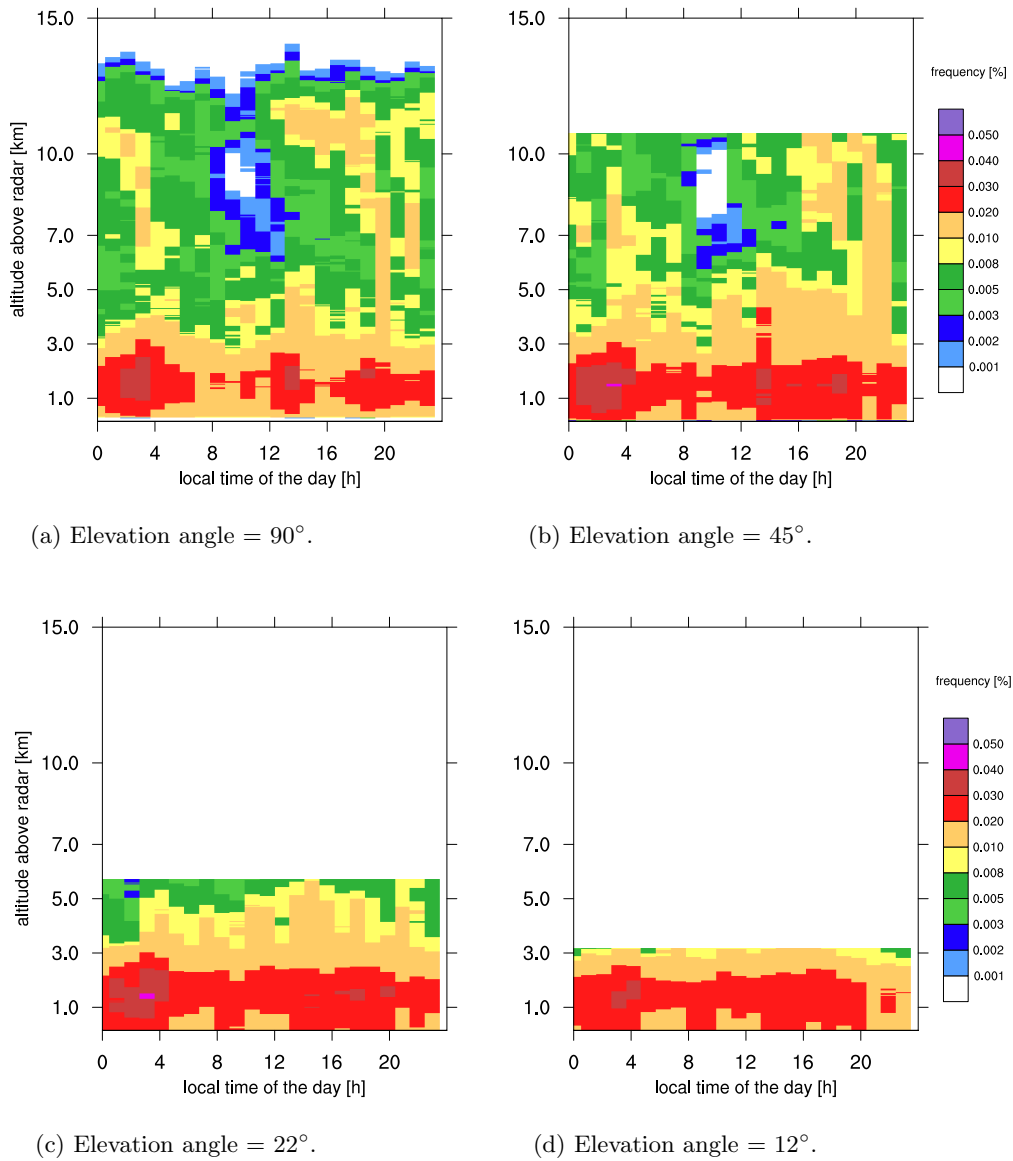 15.0
10.0
7.0
5.0
3.0
1.0
altitude above radar [km]
0 4 8 12 16 20
local time of the day [h]
(a) Elevation angle = 90°.
15.0
10.0
7.0
5.0
3.0
1.0
0 4 8 12 16 20
local time of the day [h]
(b) Elevation angle = 45°.
frequency [%]
0.050
0.040
0.030
0.020
0.010
0.008
0.005
0.003
0.002
0.001
15.0
10.0
7.0
5.0
3.0
1.0
altitude above radar [km]
0 4 8 12 16 20
local time of the day [h]
(c) Elevation angle = 22°.
15.0
10.0
7.0
5.0
3.0
1.0
0 4 8 12 16 20
local time of the day [h]
(d) Elevation angle = 12°.
frequency [%]
0.050
0.040
0.030
0.020
0.010
0.008
0.005
0.003
0.002
0.001